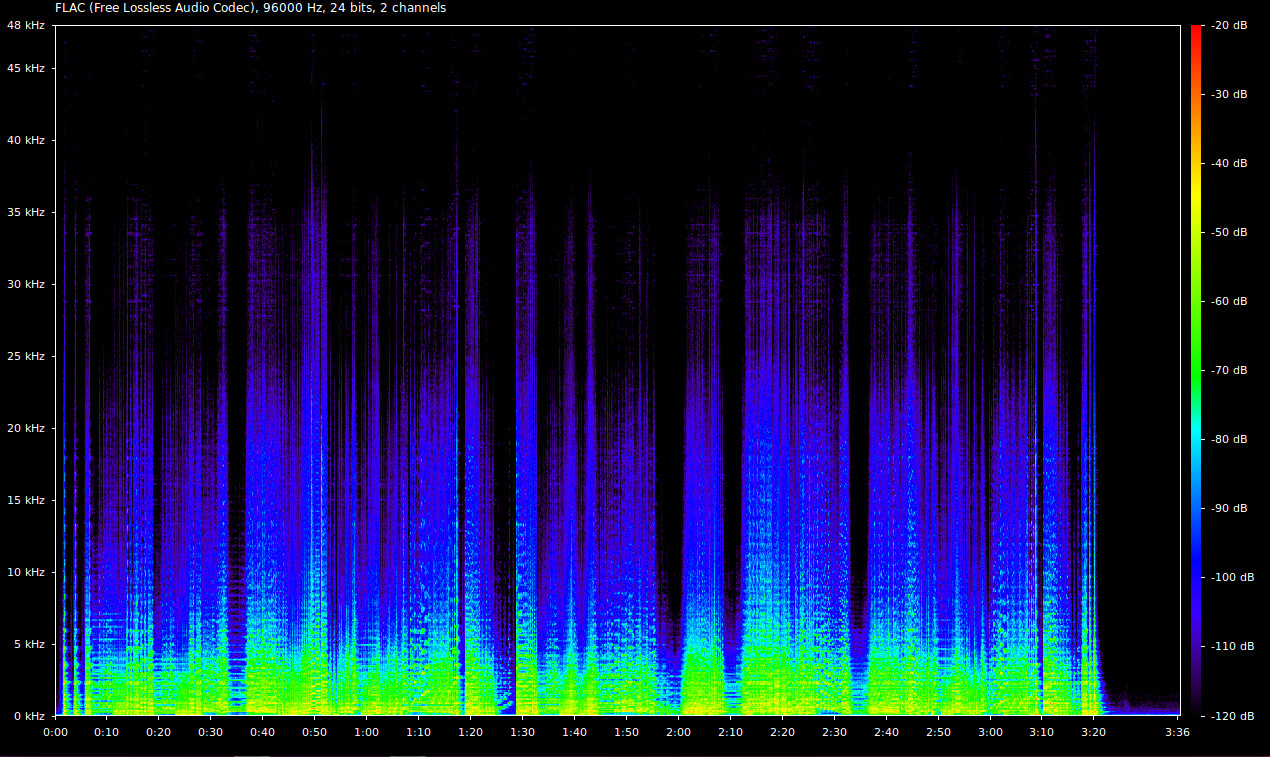 FLAC (Free Lossless Audio Codec), 96000 Hz, 24 bits, 2 channels
48 kHz
45 kHz
40 kHz
35 kHz
30 kHz
25 kHz
20 kHz
15 kHz
10 kHz
5 kHz
0 kHz
0:00 0:10 0:20 0:30 0:40 0:50 1:00 1:10 1:20 1:30 1:40 1:50 2:00 2:10 2:20 2:30 2:40 2:50 3:00 3:10 3:20 3:36
-20 dB
-30 dB
-40 dB
-50 dB
-60 dB
-70 dB
-80 dB
-90 dB
-100 dB
-110 dB
-120 dB